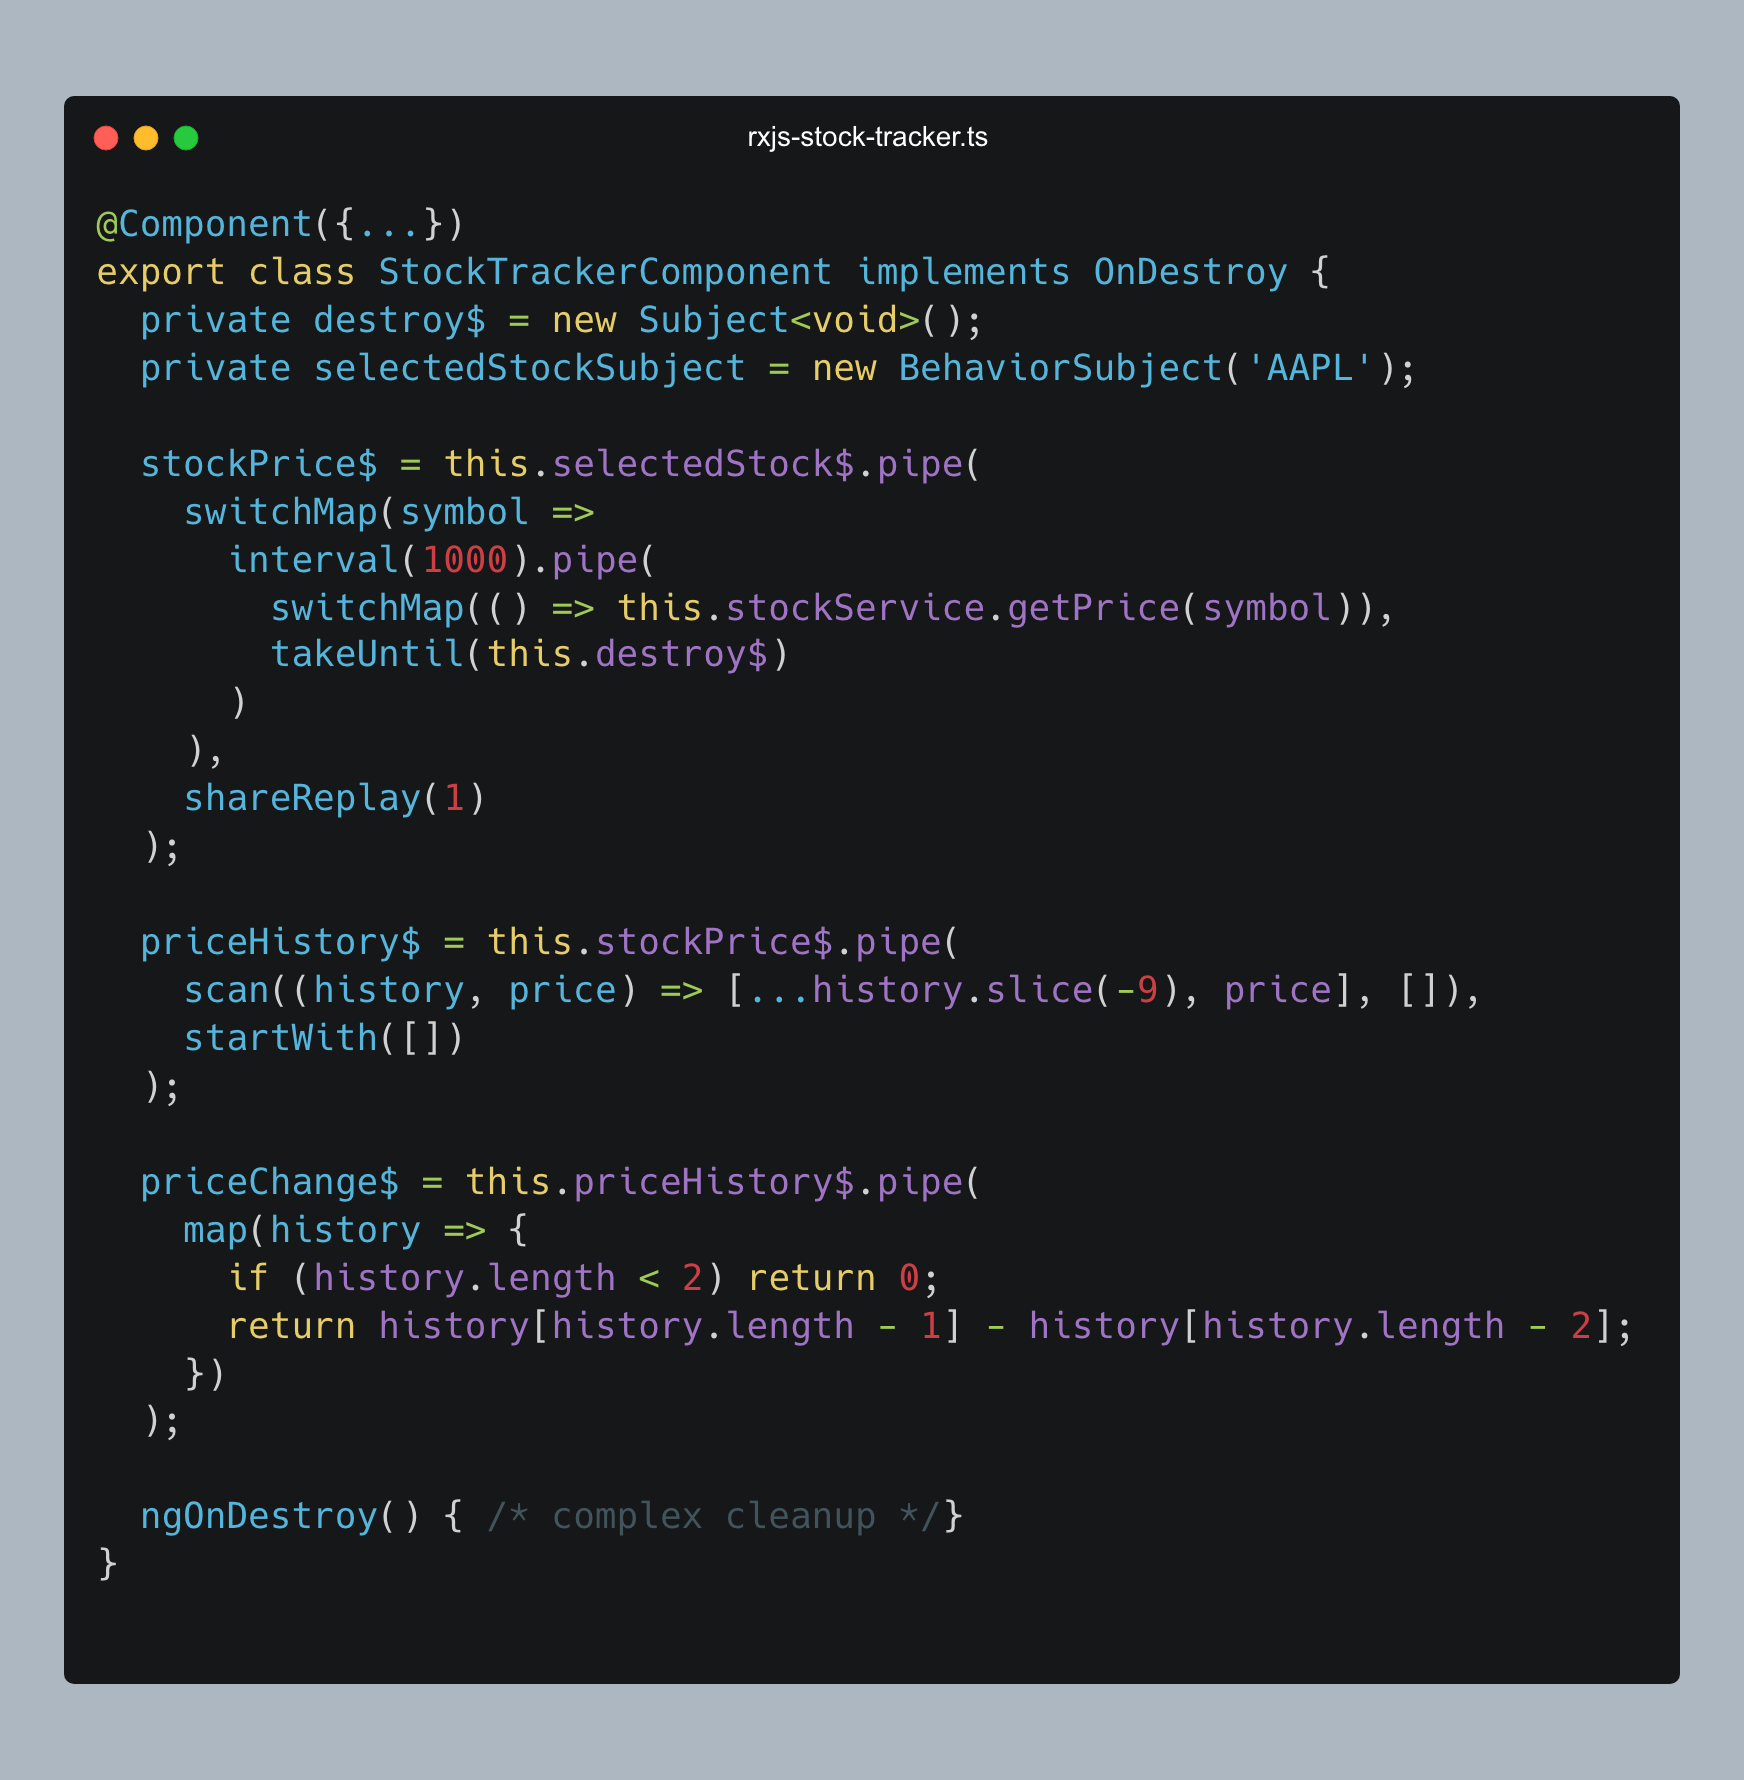 rxjs-stock-tracker.ts
@Component({...})
export class StockTrackerComponent implements OnDestroy {
  private destroy$ = new Subject<void>();
  private selectedStockSubject = new BehaviorSubject('AAPL');

  stockPrice$ = this.selectedStock$.pipe(
    switchMap(symbol =>
      interval(1000).pipe(
        switchMap(() => this.stockService.getPrice(symbol)),
        takeUntil(this.destroy$)
      )
    ),
    shareReplay(1)
  );

  priceHistory$ = this.stockPrice$.pipe(
    scan((history, price) => [...history.slice(-9), price], []),
    startWith([])
  );

  priceChange$ = this.priceHistory$.pipe(
    map(history => {
      if (history.length < 2) return 0;
      return history[history.length - 1] - history[history.length - 2];
    })
  );

  ngOnDestroy() { /* complex cleanup */}
}